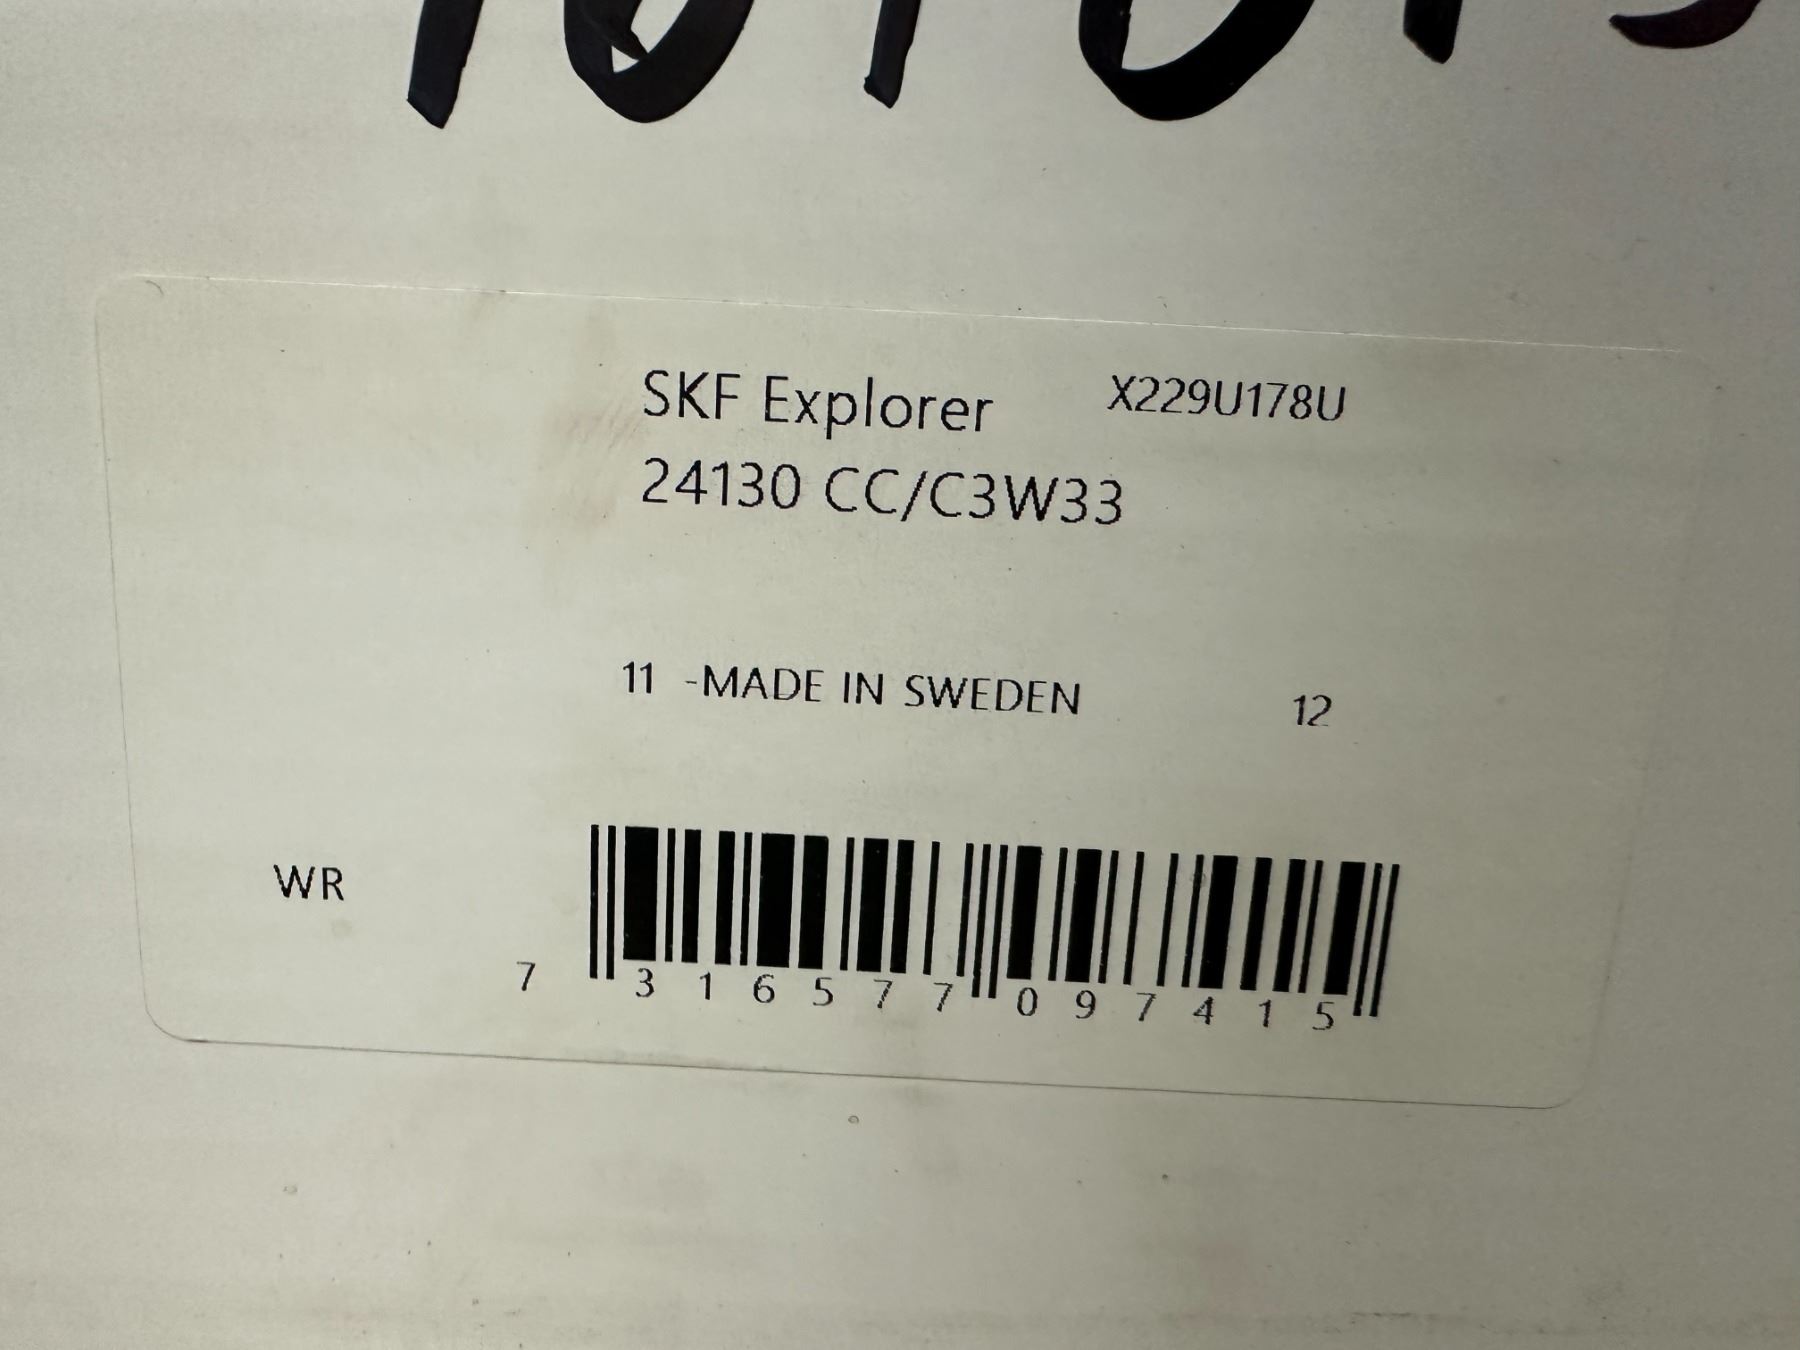 SKF Explorer X229U178U
24130 CC/C3W33
11 -MADE IN SWEDEN 12
WR
7 316577 097415